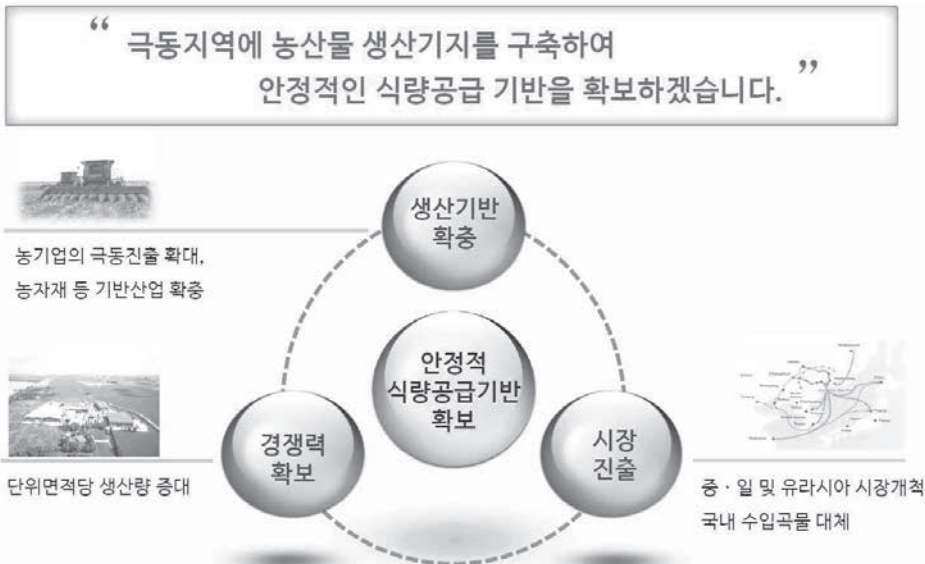 “ 극동지역에 농산물 생산기지를 구축하여
안정적인 식량공급 기반을 확보하겠습니다. ”
생산기반
확충
농기업의 극동진출 확대,
농자재 등 기반산업 확충
안정적
식량공급기반
확보
경쟁력
확보
시장
진출
단위면적당 생산량 증대
중 · 일 및 유라시아 시장개척
국내 수입곡물 대체